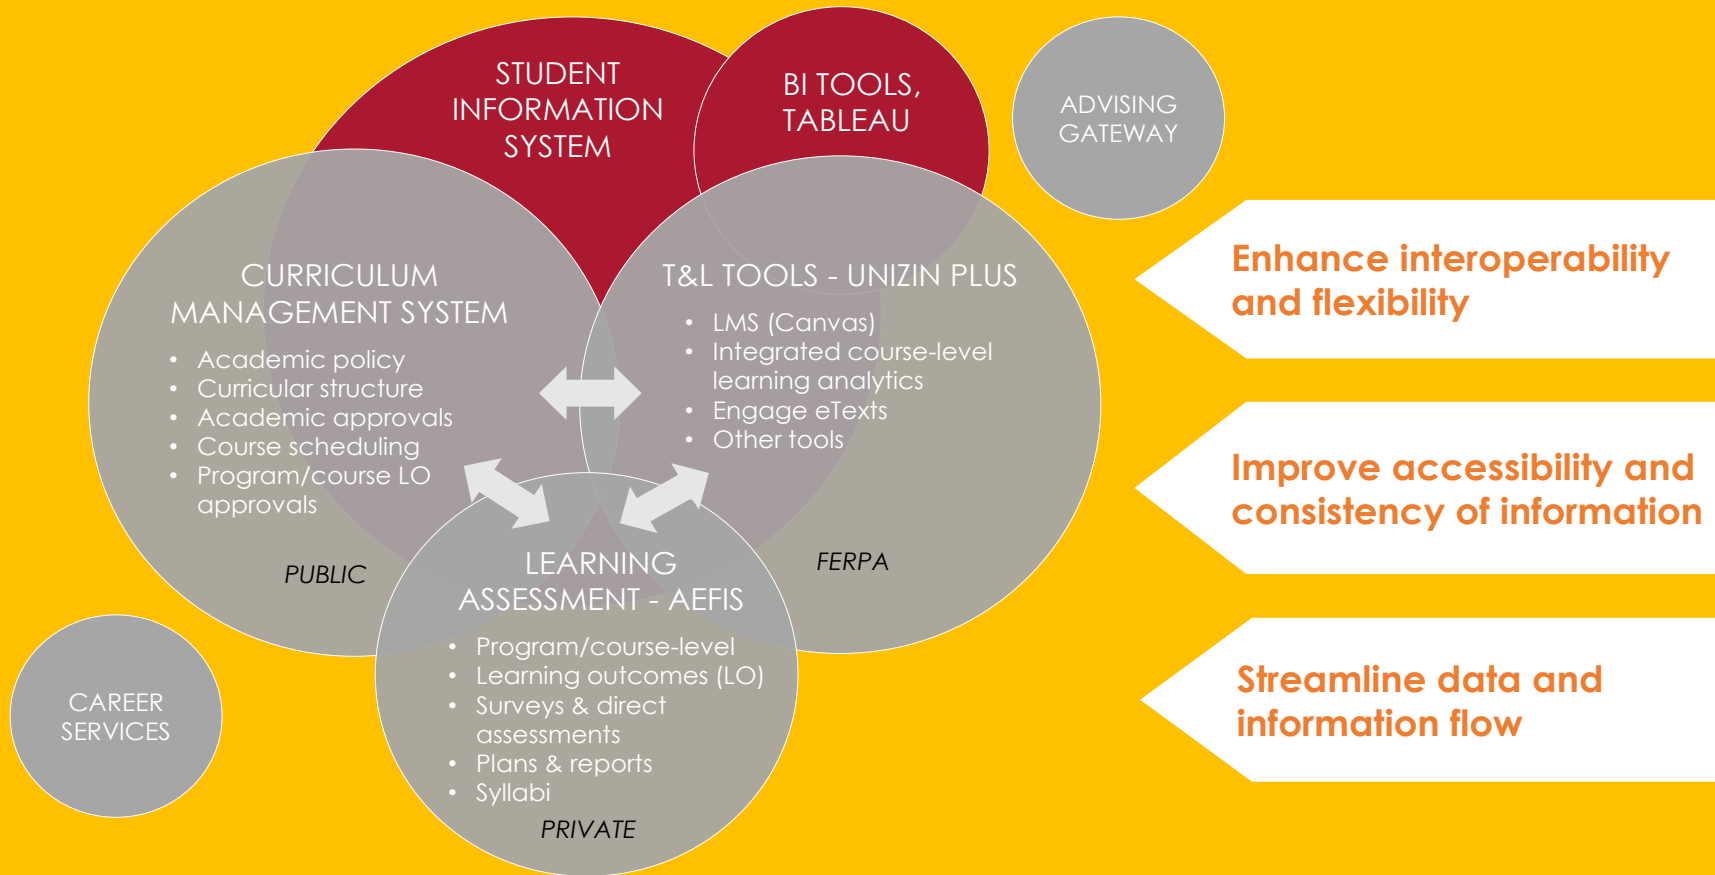 STUDENT
INFORMATION
SYSTEM
BI TOOLS,
TABLEAU
ADVISING
GATEWAY
CURRICULUM
MANAGEMENT SYSTEM
• Academic policy
• Curricular structure
• Academic approvals
• Course scheduling
• Program/course LO
approvals
PUBLIC
T&L TOOLS - UNIZIN PLUS
• LMS (Canvas)
• Integrated course-level
learning analytics
• Engage eTexts
• Other tools
FERPA
LEARNING
ASSESSMENT - AEFIS
• Program/course-level
• Learning outcomes (LO)
• Surveys & direct
assessments
• Plans & reports
• Syllabi
PRIVATE
CAREER
SERVICES
Enhance interoperability
and flexibility
Improve accessibility and
consistency of information
Streamline data and
information flow